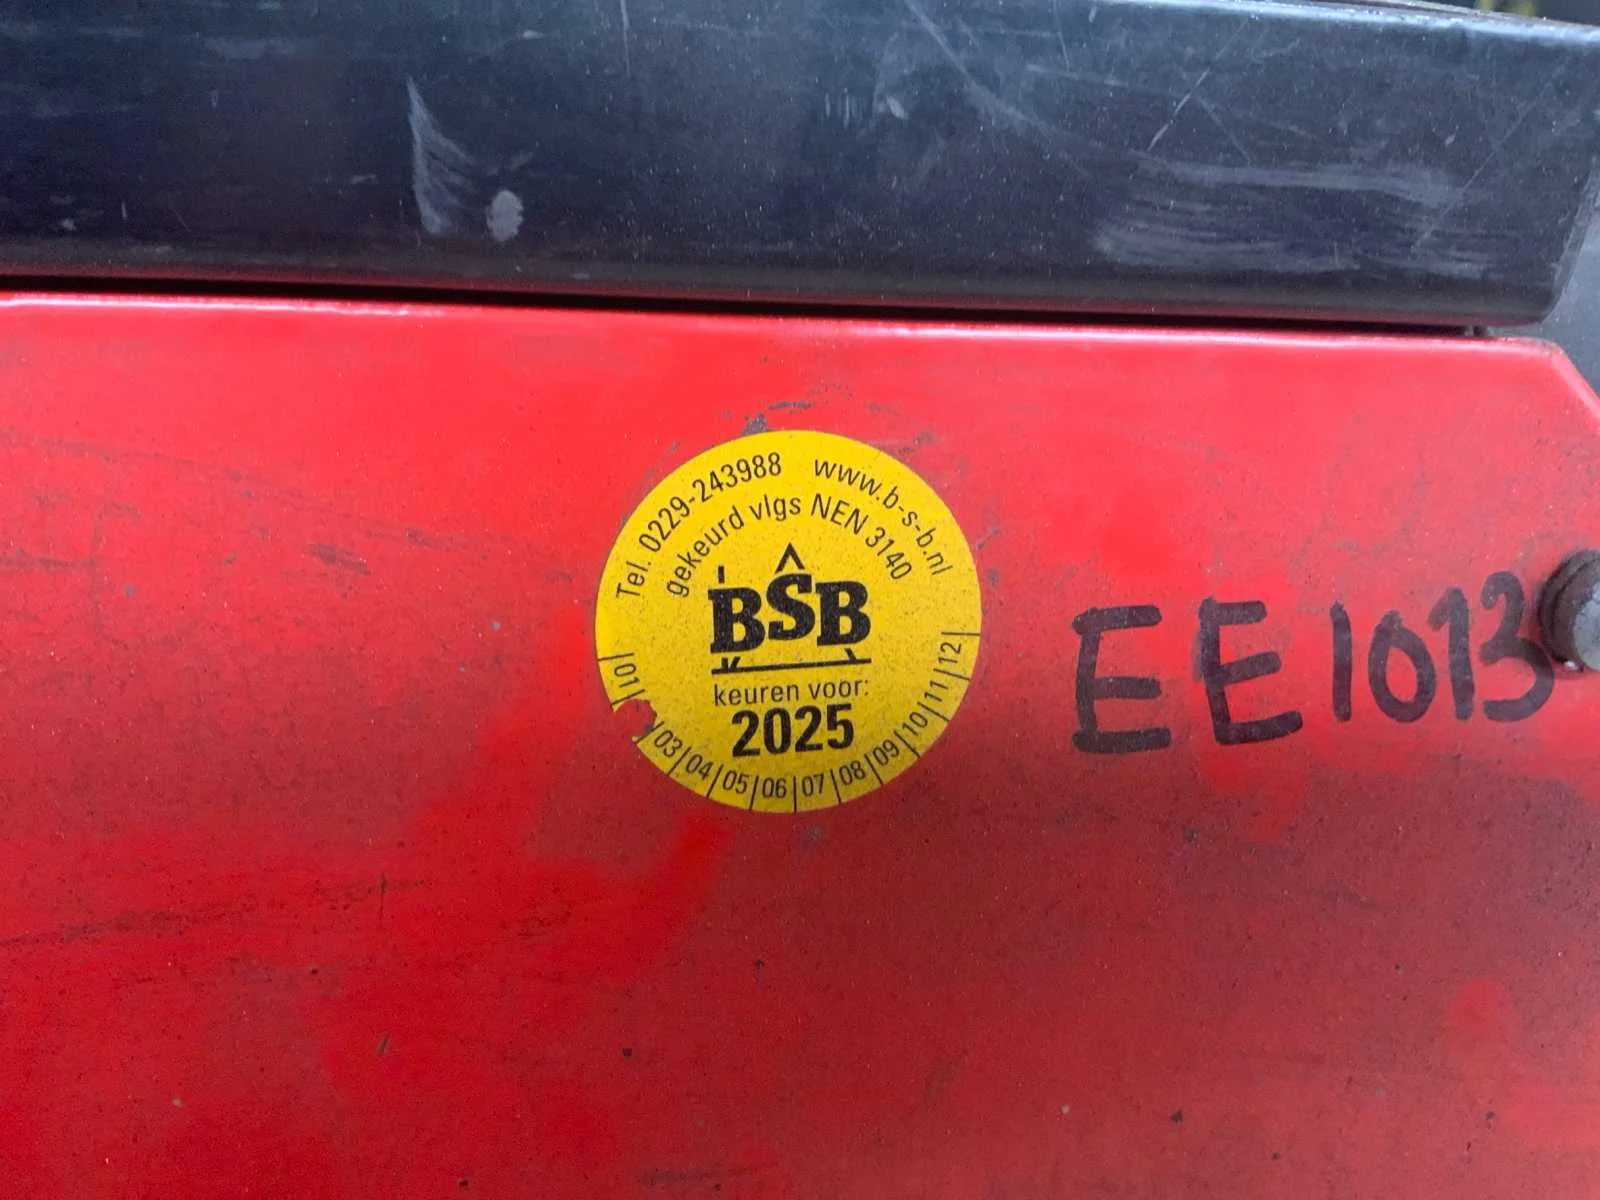 Tel. 0229-243988 www.b-s-b.nl
gekeurd vlgs NEN 3140
BSB
keuren voor:
2025
01 03 04 05 06 07 08 09 10 11 12
EE1013